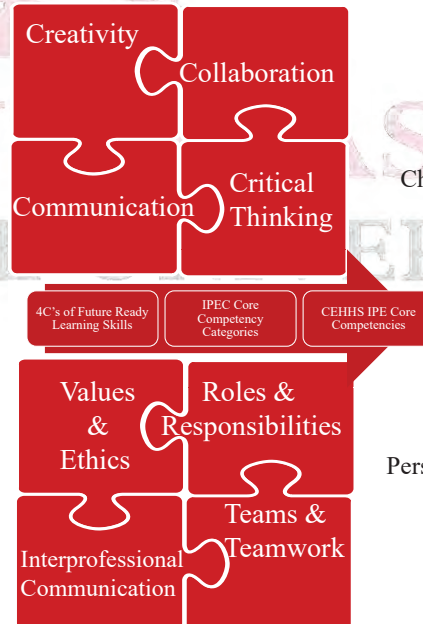 Creativity
Collaboration
Communication
Critical
Thinking
4C's of Future Ready
Learning Skills
IPEC Core
Competency
Categories
CEHHS IPE Core
Competencies
Values
&
Ethics
Roles &
Responsibilities
Interprofessional
Communication
Teams &
Teamwork